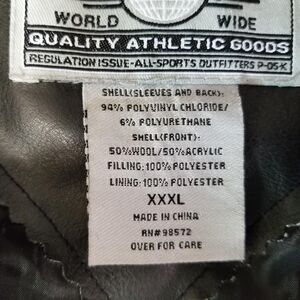 WORLD WIDE
QUALITY ATHLETIC GOODS
REGULATION ISSUE-ALL-SPORTS OUTFITTERS P-05-K
SHELL(SLEEVES AND BACK):
94% POLYVINYL CHLORIDE/
6% POLYURETHANE
SHELL(FRONT):
50%WOOL/50%ACRYLIC
FILLING:100% POLYESTER
LINING:100% POLYESTER
XXXL
MADE IN CHINA
RN#98572
OVER FOR CARE